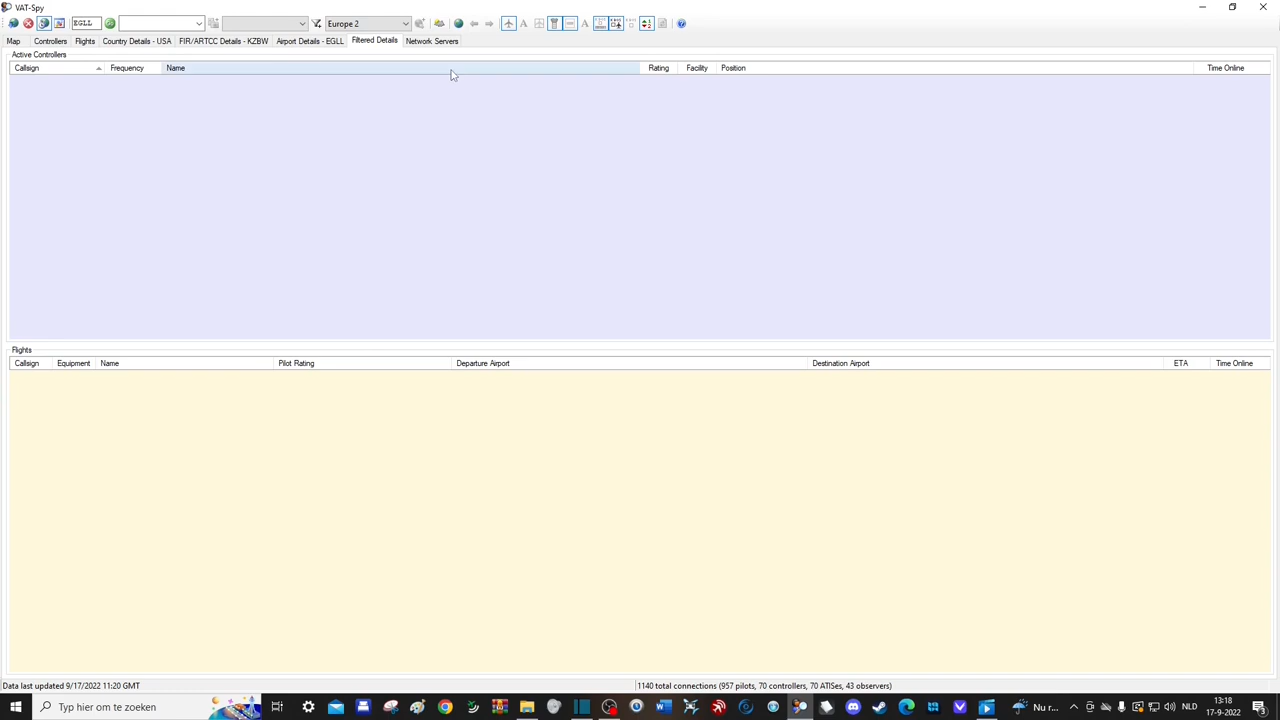 VAT-Spy
EGLL Europe 2 A A
Map Controllers Flights Country Details - USA FIR/ARTCC Details - KZBW Airport Details - EGLL Filtered Details Network Servers
Active Controllers
Callsign Frequency Name Rating Facility Position Time Online
Flights
Callsign Equipment Name Pilot Rating Departure Airport Destination Airport ETA Time Online
Data last updated 9/17/2022 11:20 GMT 1140 total connections (957 pilots, 70 controllers, 70 ATISes, 43 observers)
Typ hier om te zoeken Nu r... NLD 13:18
17-9-2022